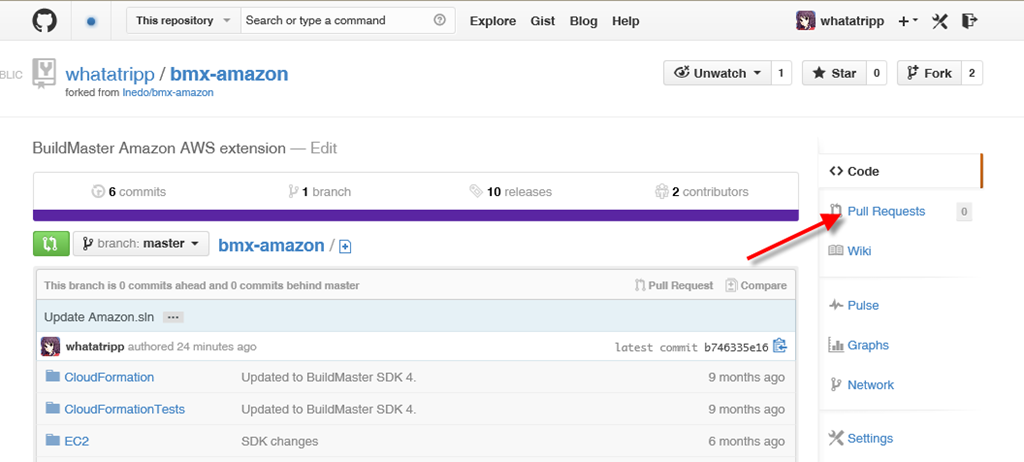 This repository Search or type a command Explore Gist Blog Help whatatripp
BLIC whatatripp / bmx-amazon Unwatch 1 Star 0 Fork 2
forked from Inedo/bmx-amazon
BuildMaster Amazon AWS extension — Edit
6 commits 1 branch 10 releases 2 contributors
branch: master bmx-amazon /
This branch is 0 commits ahead and 0 commits behind master Pull Request Compare
Update Amazon.sln ...
whatatripp authored 24 minutes ago latest commit b746335e16
CloudFormation Updated to BuildMaster SDK 4. 9 months ago
CloudFormationTests Updated to BuildMaster SDK 4. 9 months ago
EC2 SDK changes 6 months ago
Code
Pull Requests 0
Wiki
Pulse
Graphs
Network
Settings